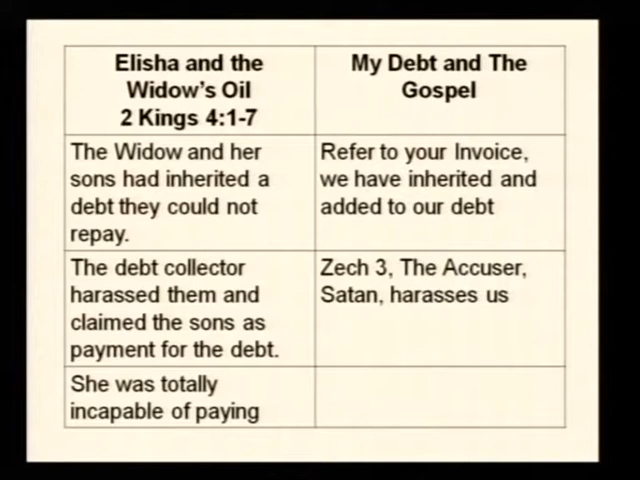 Elisha and the
Widow's Oil
2 Kings 4:1-7
My Debt and The
Gospel
The Widow and her
sons had inherited a
debt they could not
repay.
Refer to your Invoice,
we have inherited and
added to our debt
The debt collector
harassed them and
claimed the sons as
payment for the debt.
Zech 3, The Accuser,
Satan, harasses us
She was totally
incapable of paying